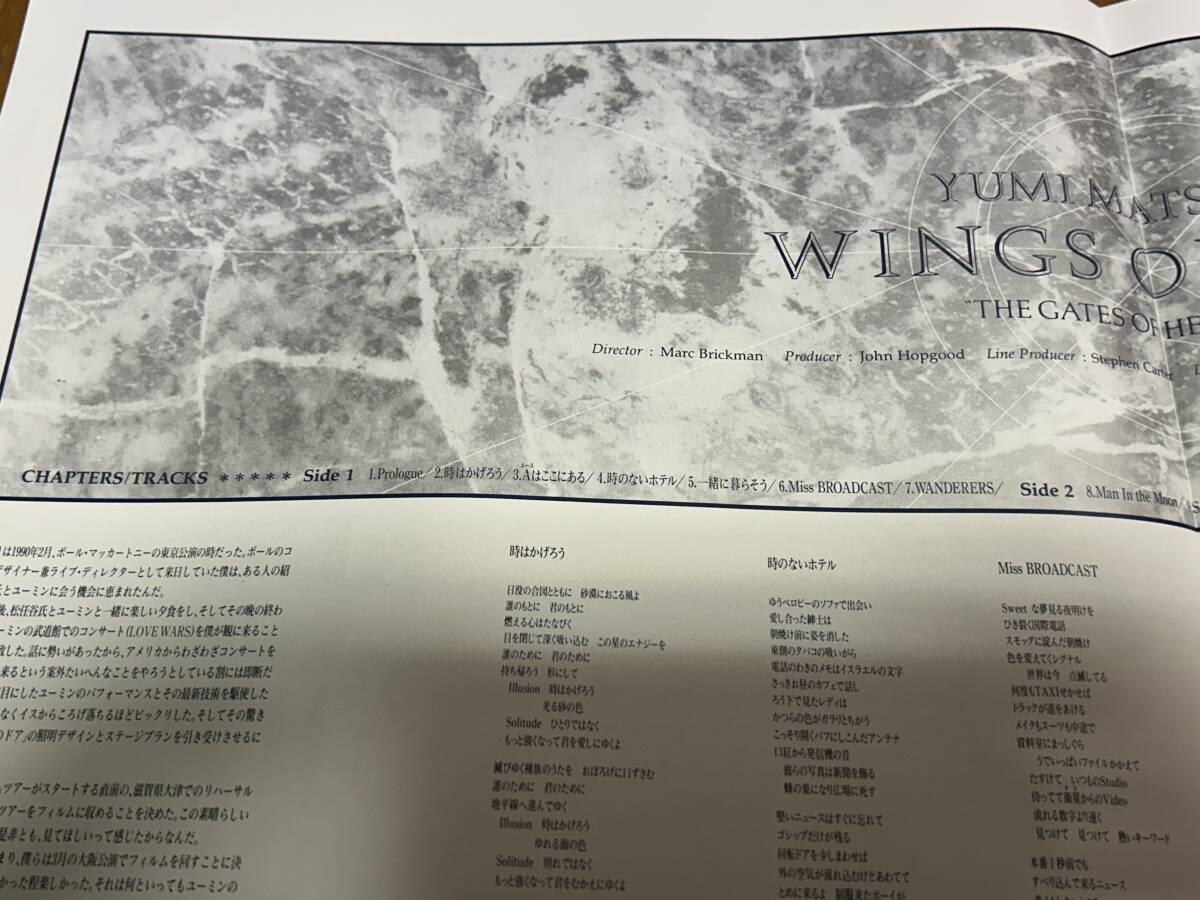 YUMI MATS
WINGS O
"THE GATES OF HE
Director : Marc Brickman Producer : John Hopgood Line Producer : Stephen Carter
CHAPTERS/TRACKS ＊＊＊＊＊ Side 1 1.Prologue/2.時はかげろう/3.Aはここにある/4.時のないホテル/5.一緒に暮らそう/6.Miss BROADCAST/7.WANDERERS/ Side 2 8.Man In the Moon/
エース
は1990年2月、ポール・マッカートニーの東京公演の時だった。ポールのコ
デザイナー兼ライブ・ディレクターとして来日していた僕は、ある人の紹
氏とユーミンに会う機会に恵まれたんだ。
後、松任谷氏とユーミンと一緒に楽しい夕食をし、そしてその晩の終わ
ーミンの武道館でのコンサート(LOVE WARS)を僕が観に来ること
致した。話に勢いがあったから、アメリカからわざわざコンサートを
来るという案外たいへんなことをやろうとしている割には即断だ
目にしたユーミンのパフォーマンスとその最新技術を駆使した
なくイスからころげ落ちるほどビックリした。そしてその驚き
のドア」の照明デザインとステージプランを引き受けさせるに
ツアーがスタートする直前の、滋賀県大津でのリハーサル
ツアーをフィルムに収めることを決めた。この素晴らしい
是非とも、見てほしいって感じたからなんだ。
まり、僕らは3月の大阪公演でフィルムを回すことに決
かった程楽しかった。それは何といってもユーミンの
時はかげろう
日没の合図とともに 砂漠におこる風よ
誰のもとに 君のもとに
燃える心はたなびく
目を閉じて深く吸い込む この星のエナジーを
誰のために 君のために
持ち帰ろう 形にして
Illusion 時はかげろう
光る砂の色
Solitude ひとりではなく
もっと強くなって君を愛しにゆくよ
滅びゆく種族のうたを おぼろげに口ずさむ
誰のために 君のために
地平線へ進んでゆく
Illusion 時はかげろう
ゆれる海の色
Solitude 別れではなく
もっと強くなって君をむかえにゆくよ
時のないホテル
ゆうべロビーのソファで出会い
愛し合った紳士は
朝焼け前に姿を消した
東側のタバコの吸いがら
電話のわきのメモはイスラエルの文字
さっきお昼のカフェで話し
ろう下で見たレディは
かつらの色がガラリとちがう
こっそり開くパフにしこんだアンテナ
口紅から発信機の音
彼らの写真は新聞を飾る
蜂の巣になり広場に死す
堅いニュースはすぐに忘れて
ゴシップだけが残る
回転ドアを少しまわせば
外の空気が流れ込むけどあわてて
とめに来るよ 制服来たボーイが
Miss BROADCAST
Sweet な夢見る夜明けを
ひき裂く国際電話
スモッグに淀んだ朝焼け
色を変えてくシグナル
世界は今 点滅してる
何度もTAXIせかせば
トラックが道をあける
メイクもスーツも中途で
資料室にまっしぐら
うでいっぱいファイルかかえて
たすけて いつものStudio
待ってて衛星からのVideo
流れる数字より速く
見つけて 見つけて 熱いキーワード
本番1秒前でも
すべり込んで来るニュース